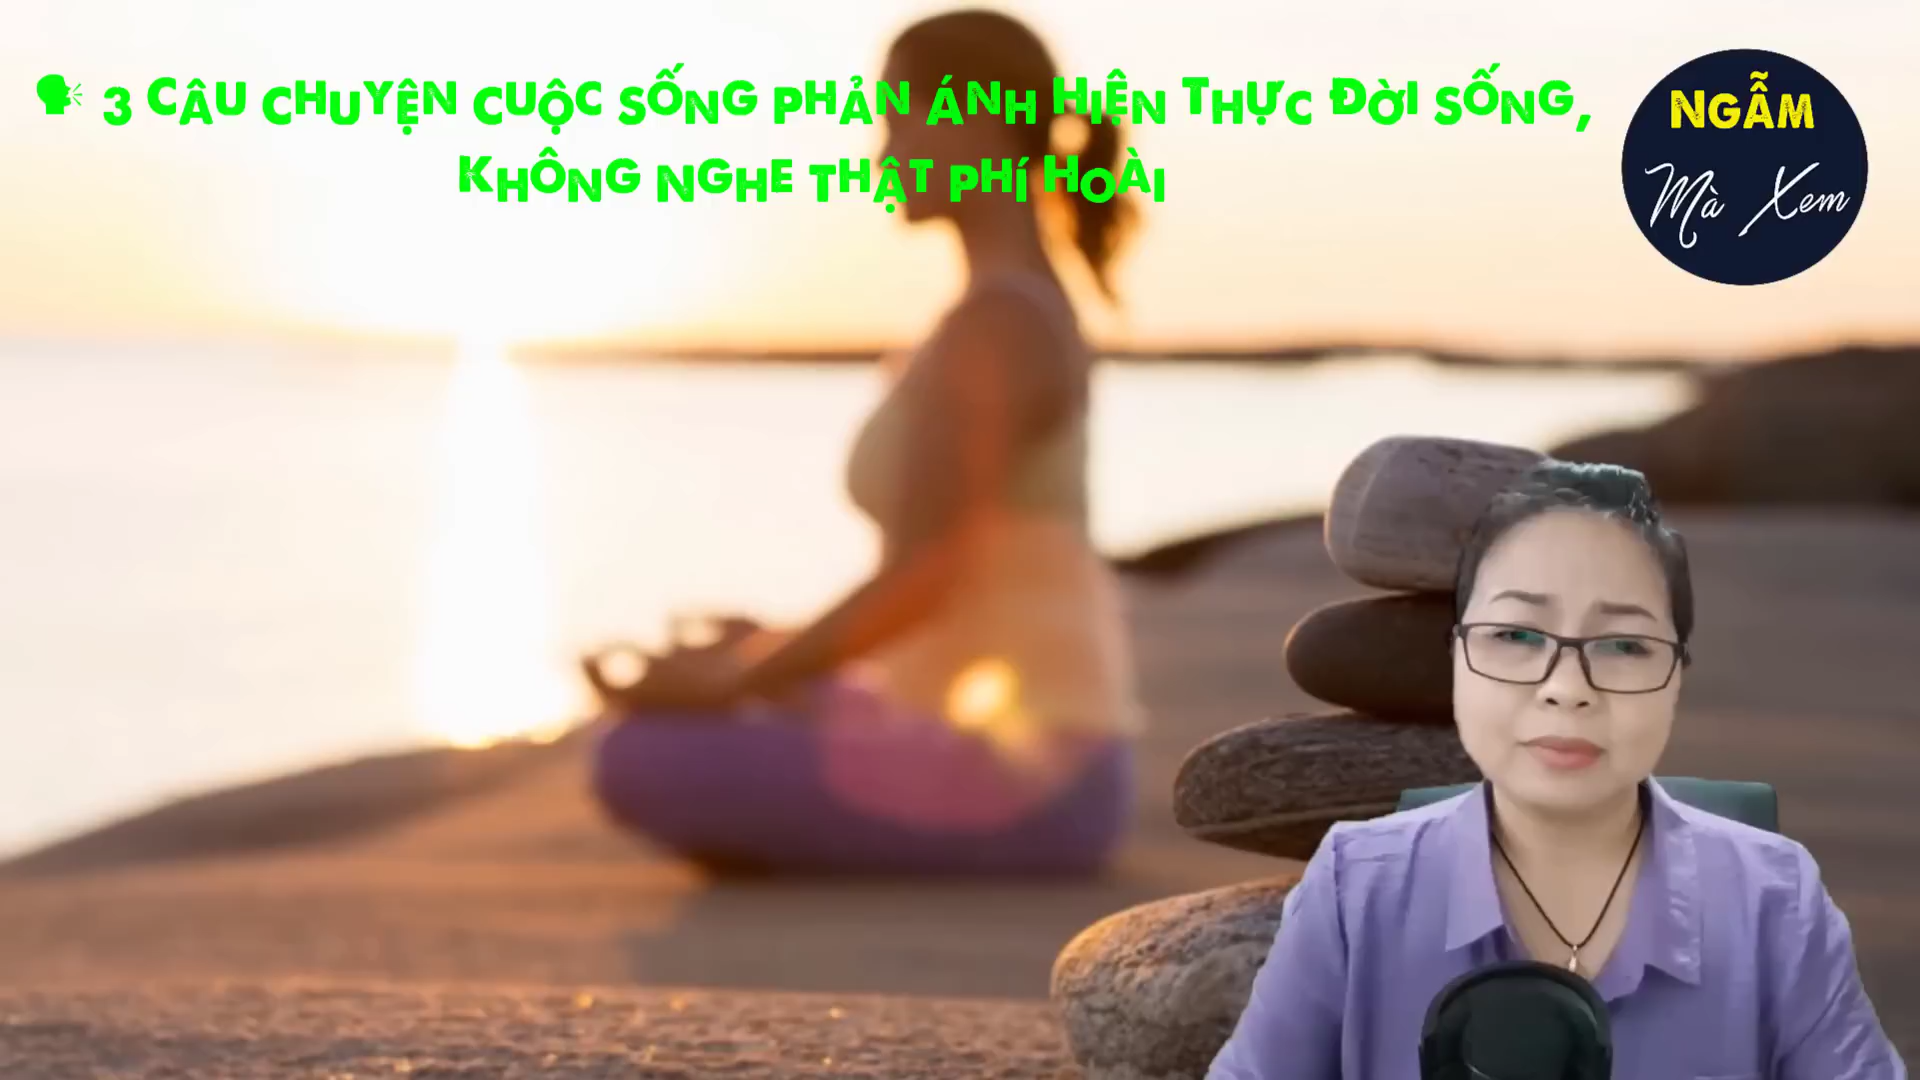 🗣 3 CÂU CHUYỆN CUỘC SỐNG PHẢN ÁNH HIỆN THỰC ĐỜI SỐNG,
KHÔNG NGHE THẬT PHÍ HOÀI
NGẪM
Mà Xem